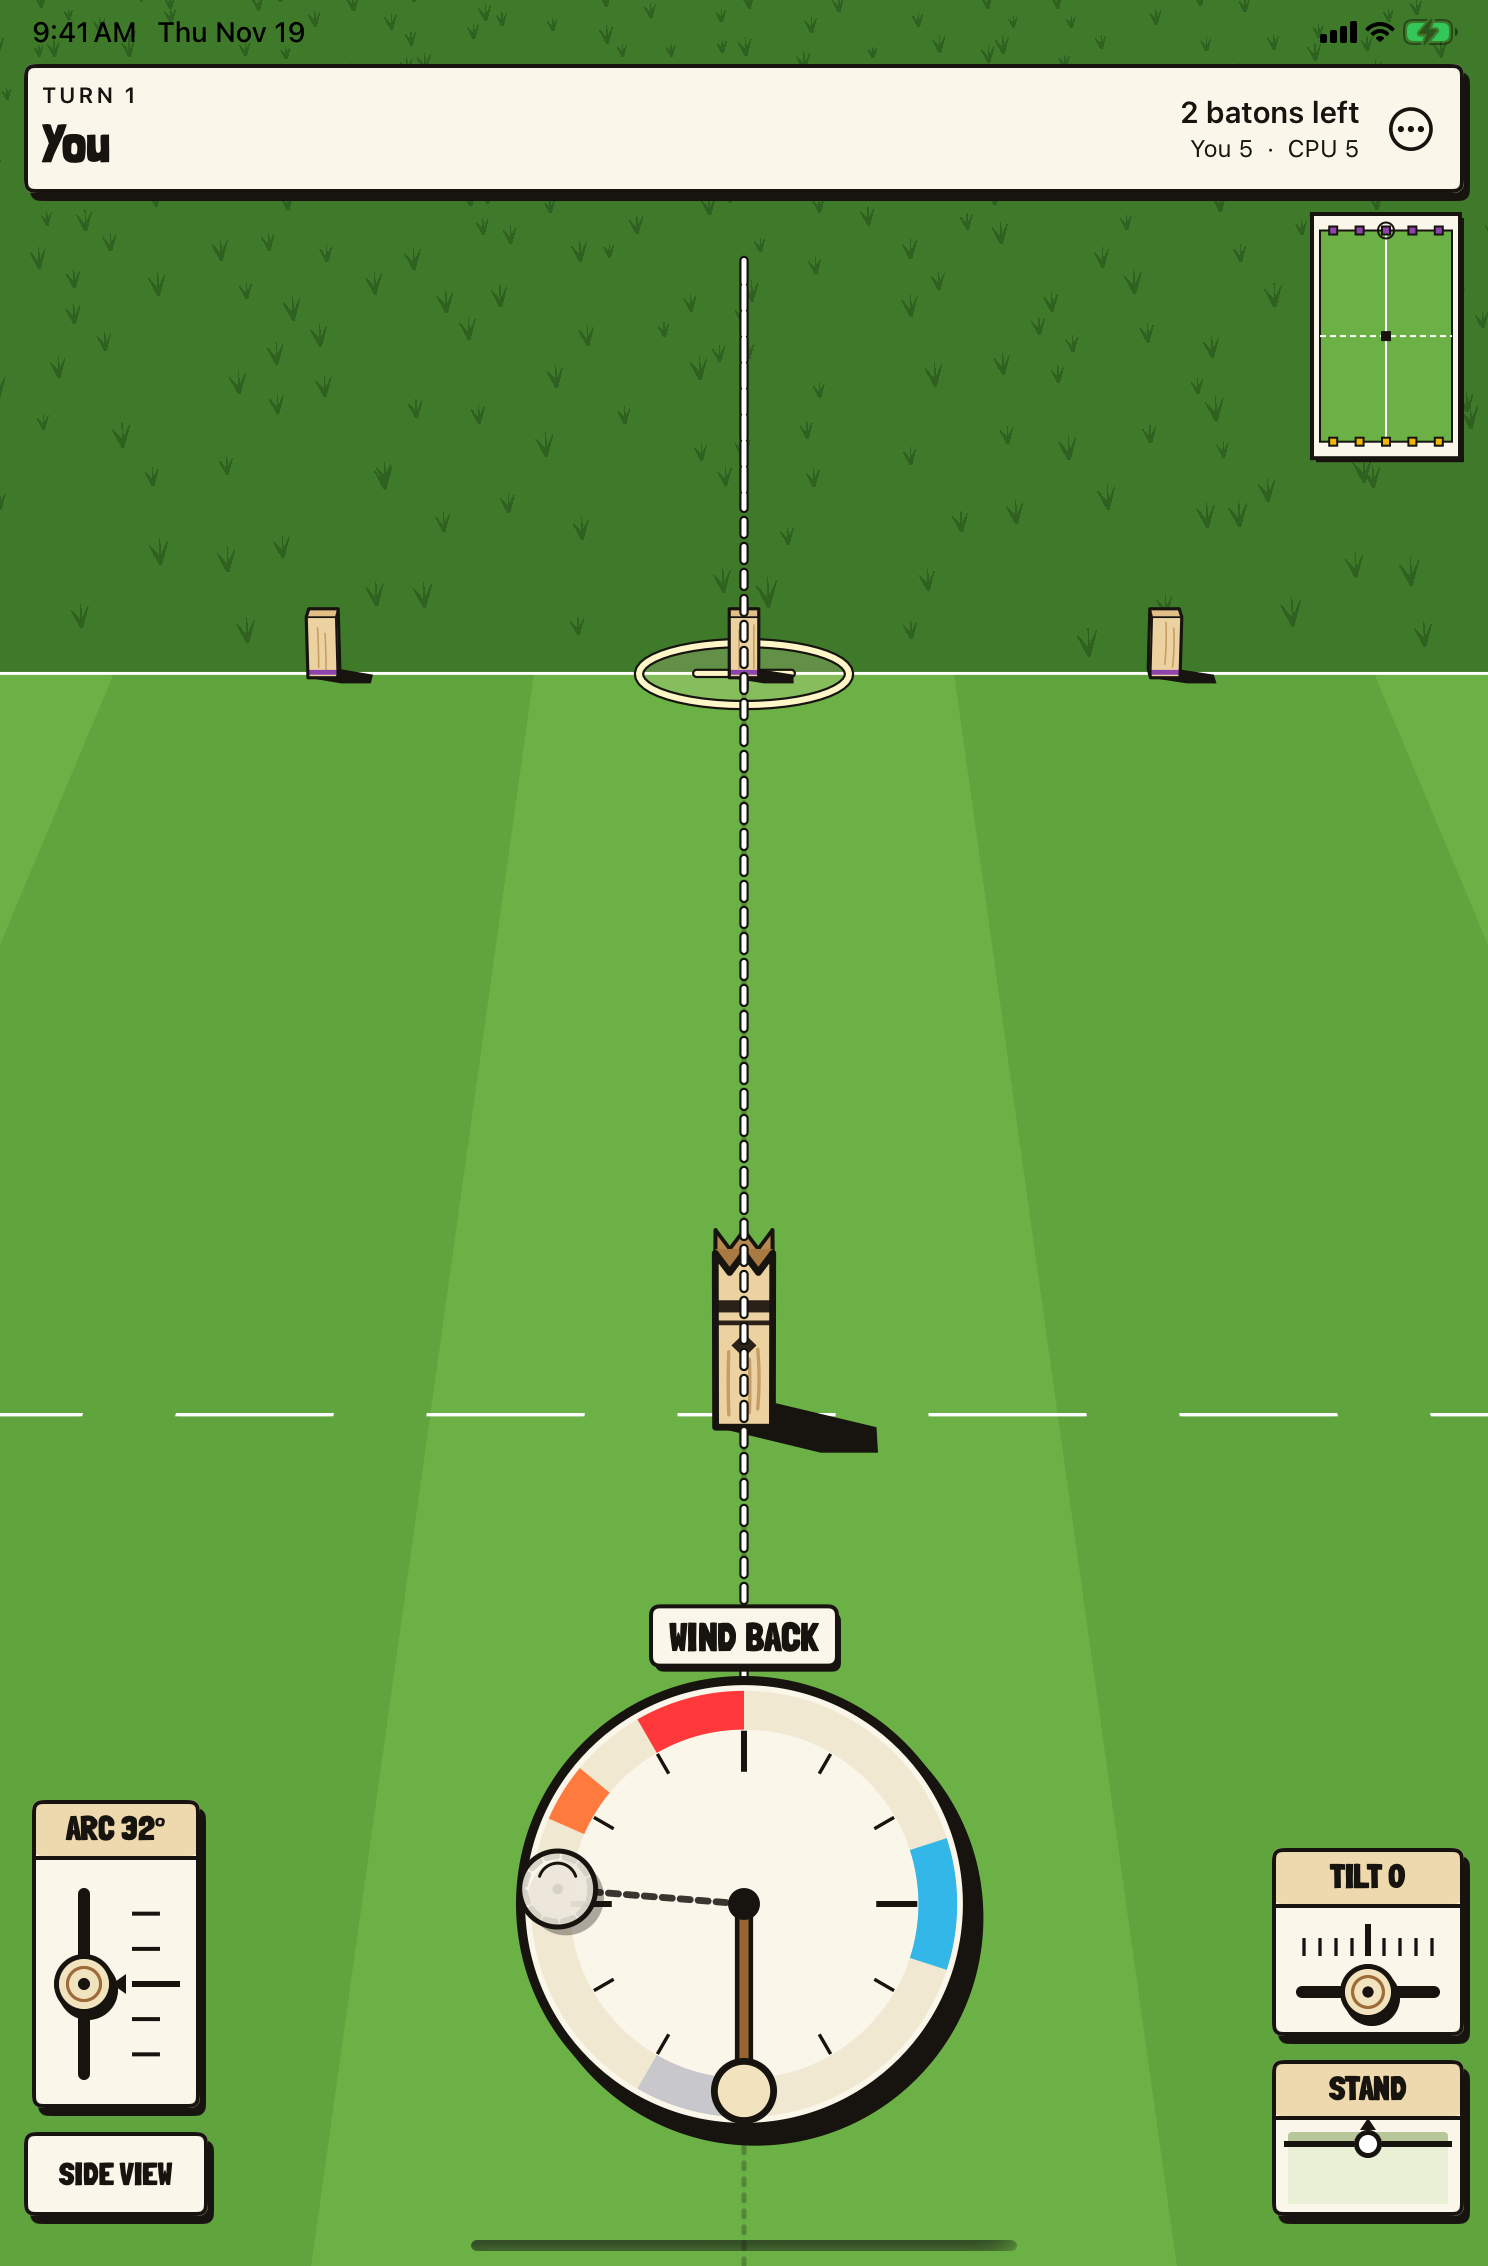 9:41 AM Thu Nov 19
TURN 1
You
2 batons left
You 5 · CPU 5
WIND BACK
ARC 32°
SIDE VIEW
TILT 0
STAND